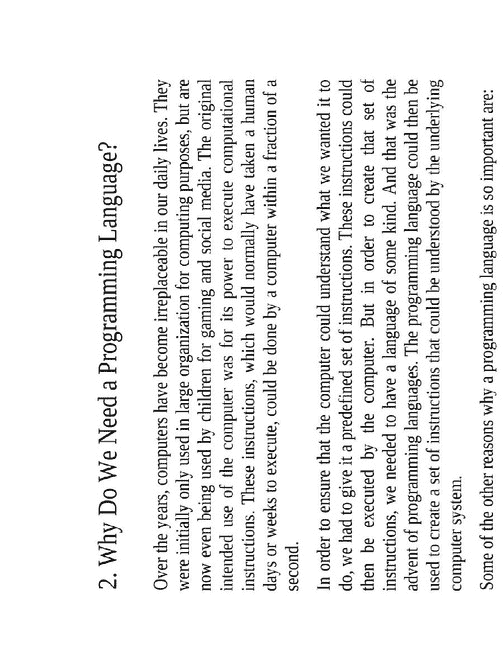 2. Why Do We Need a Programming Language?
Over the years, computers have become irreplaceable in our daily lives. They
were initially only used in large organization for computing purposes, but are
now even being used by children for gaming and social media. The original
intended use of the computer was for its power to execute computational
instructions. These instructions, which would normally have taken a human
days or weeks to execute, could be done by a computer within a fraction of a
second.
In order to ensure that the computer could understand what we wanted it to
do, we had to give it a predefined set of instructions. These instructions could
then be executed by the computer. But in order to create that set of
instructions, we needed to have a language of some kind. And that was the
advent of programming languages. The programming language could then be
used to create a set of instructions that could be understood by the underlying
computer system.
Some of the other reasons why a programming language is so important are: